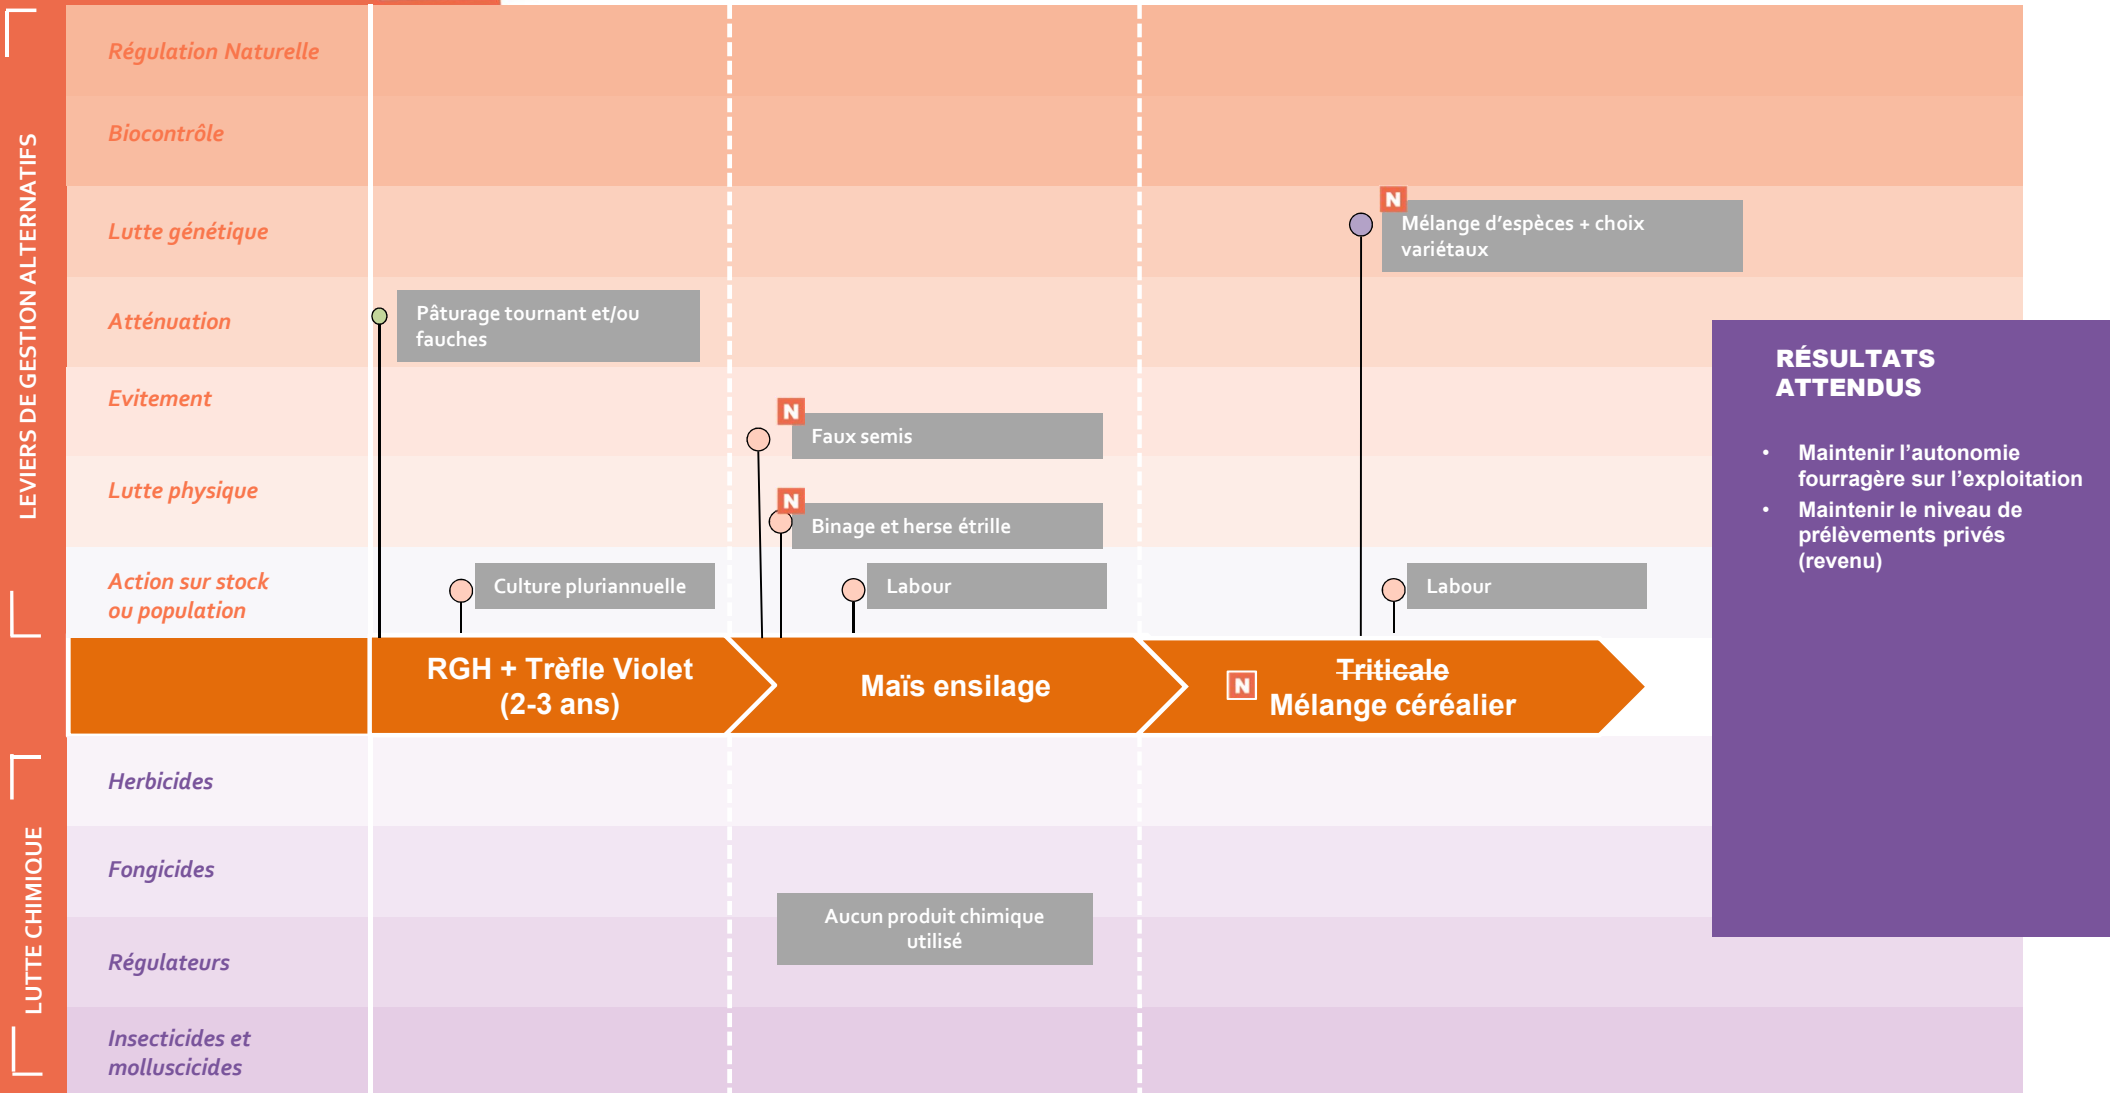 LEVIERS DE GESTION ALTERNATIFS
Régulation Naturelle
Biocontrôle
Lutte génétique
N
Mélange d’espèces + choix
variétaux
Atténuation
Pâturage tournant et/ou
fauches
Evitement
N
Faux semis
Lutte physique
N
Binage et herse étrille
Action sur stock
ou population
Culture pluriannuelle
Labour
Labour
RGH + Trèfle Violet
(2-3 ans)
Maïs ensilage
N
Triticale
Mélange céréalier
RÉSULTATS
ATTENDUS
• Maintenir l’autonomie
fourragère sur l’exploitation
• Maintenir le niveau de
prélèvements privés
(revenu)
LUTTE CHIMIQUE
Herbicides
Fongicides
Aucun produit chimique
utilisé
Régulateurs
Insecticides et
molluscicides